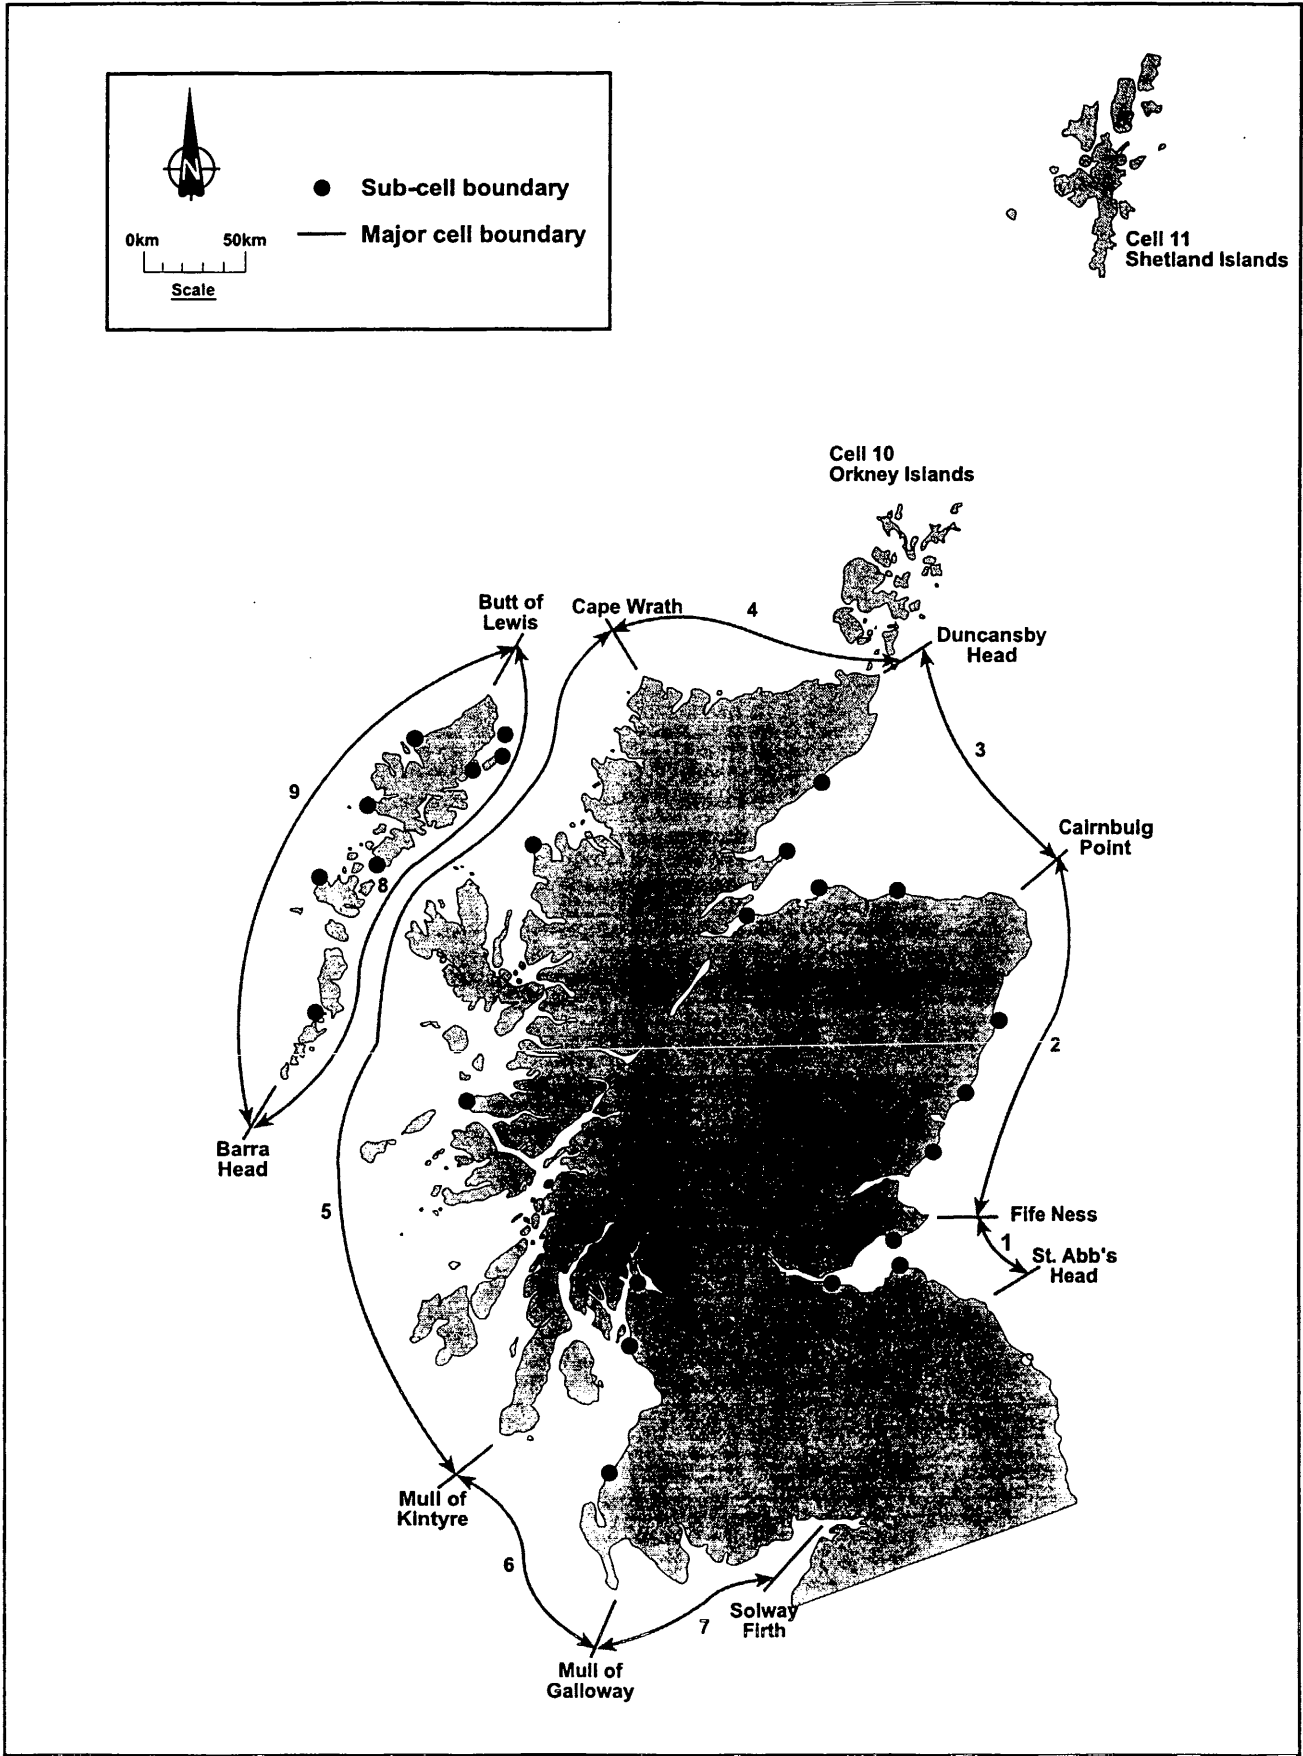 N
Sub-cell boundary
Major cell boundary
0km 50km
Scale
Cell 11
Shetland Islands
Cell 10
Orkney Islands
Butt of
Lewis
Cape Wrath
4
Duncansby
Head
3
9
Cairnbulg
Point
8
2
Barra
Head
5
Fife Ness
1
St. Abb's
Head
Mull of
Kintyre
6
Solway
Firth
7
Mull of
Galloway